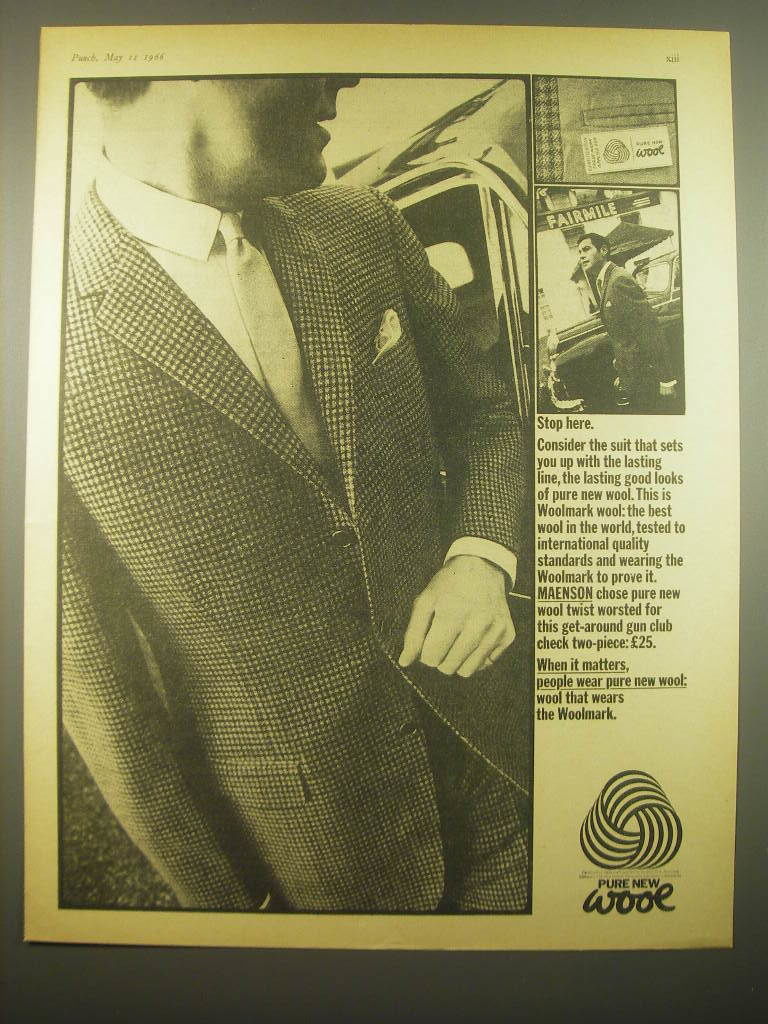 Punch, May 11 1966
xiii
PURE NEW
wool
FAIRMILE
Stop here.
Consider the suit that sets
you up with the lasting
line, the lasting good looks
of pure new wool. This is
Woolmark wool: the best
wool in the world, tested to
international quality
standards and wearing the
Woolmark to prove it.
MAENSON chose pure new
wool twist worsted for
this get-around gun club
check two-piece: £25.
When it matters,
people wear pure new wool:
wool that wears
the Woolmark.
PURE NEW
wool